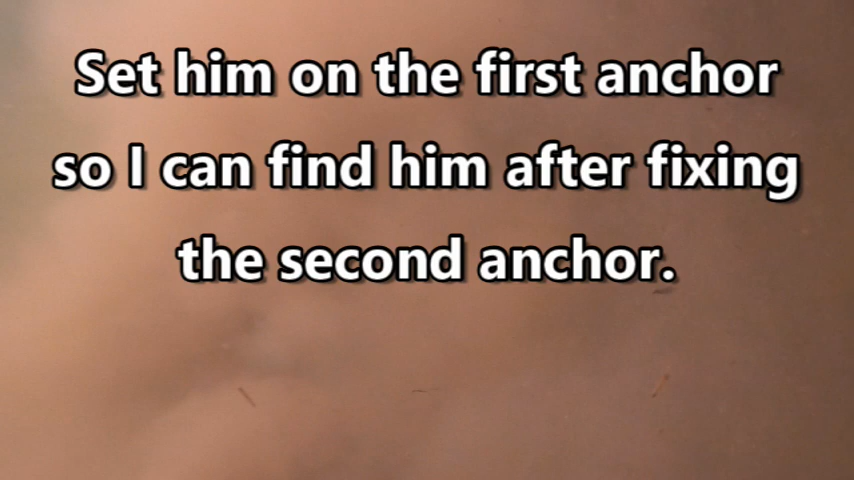 Set him on the first anchor
so I can find him after fixing
the second anchor.